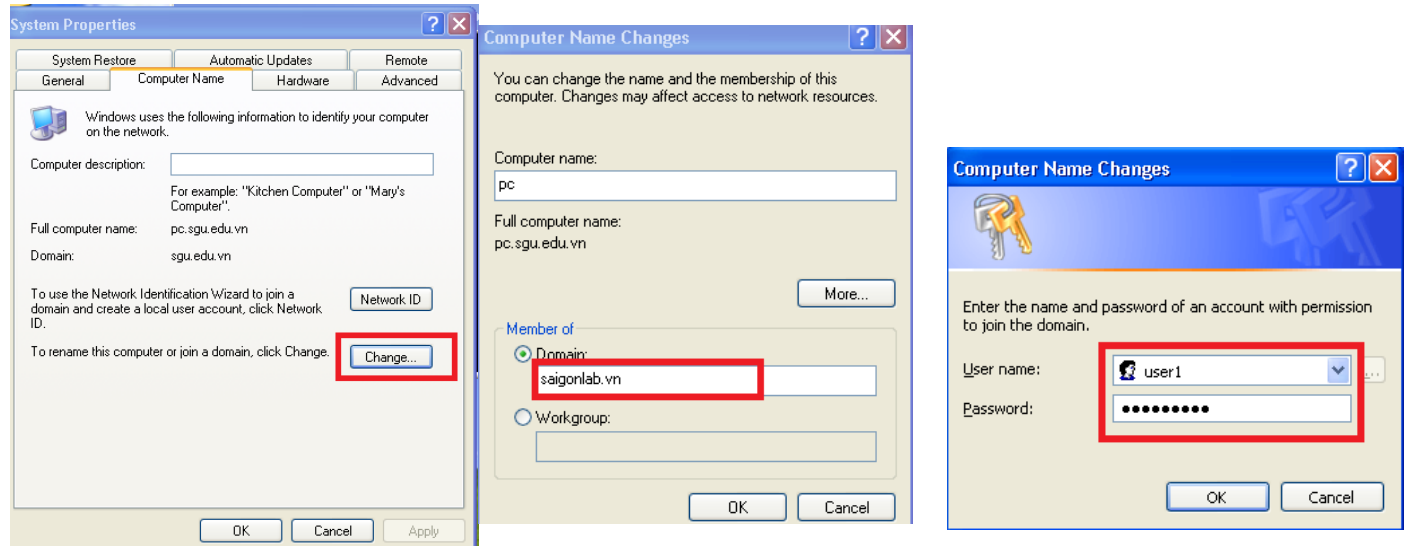 System Properties
System Restore
Automatic Updates
Remote
General
Computer Name
Hardware
Advanced
Windows uses the following information to identify your computer
on the network.
Computer description:
For example: "Kitchen Computer" or "Mary's
Computer".
Full computer name:
pc.sgu.edu.vn
Domain:
sgu.edu.vn
To use the Network Identification Wizard to join a
domain and create a local user account, click Network
ID.
Network ID
To rename this computer or join a domain, click Change.
Change...
OK
Cancel
Apply
Computer Name Changes
You can change the name and the membership of this
computer. Changes may affect access to network resources.
Computer name:
pc
Full computer name:
pc.sgu.edu.vn
More...
Member of
Domain:
saigonlab.vn
Workgroup:
OK
Cancel
Computer Name Changes
Enter the name and password of an account with permission
to join the domain.
User name:
user1
Password:
•••••••••
OK
Cancel